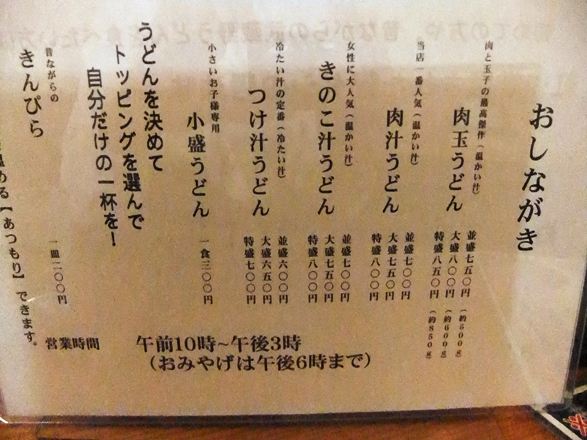 おしながき
肉と玉子の最高傑作(温かい汁)
肉玉うどん
並盛七五〇円(約500g)
大盛八〇〇円(約600g)
特盛八五〇円(約850g)
当店一番人気(温かい汁)
肉汁うどん
並盛七〇〇円
大盛七五〇円
特盛八〇〇円
女性に大人気(温かい汁)
きのこ汁うどん
並盛七〇〇円
大盛七五〇円
特盛八〇〇円
冷たい汁の定番(冷たい汁)
つけ汁うどん
並盛六〇〇円
大盛六五〇円
特盛七〇〇円
小さいお子様専用
小盛うどん
一食三〇〇円
うどんを決めて
トッピングを選んで
自分だけの一杯を!
昔ながらの
きんぴら
一皿二〇〇円
める【あつもり】できます。
営業時間 午前10時~午後3時
(おみやげは午後6時まで)